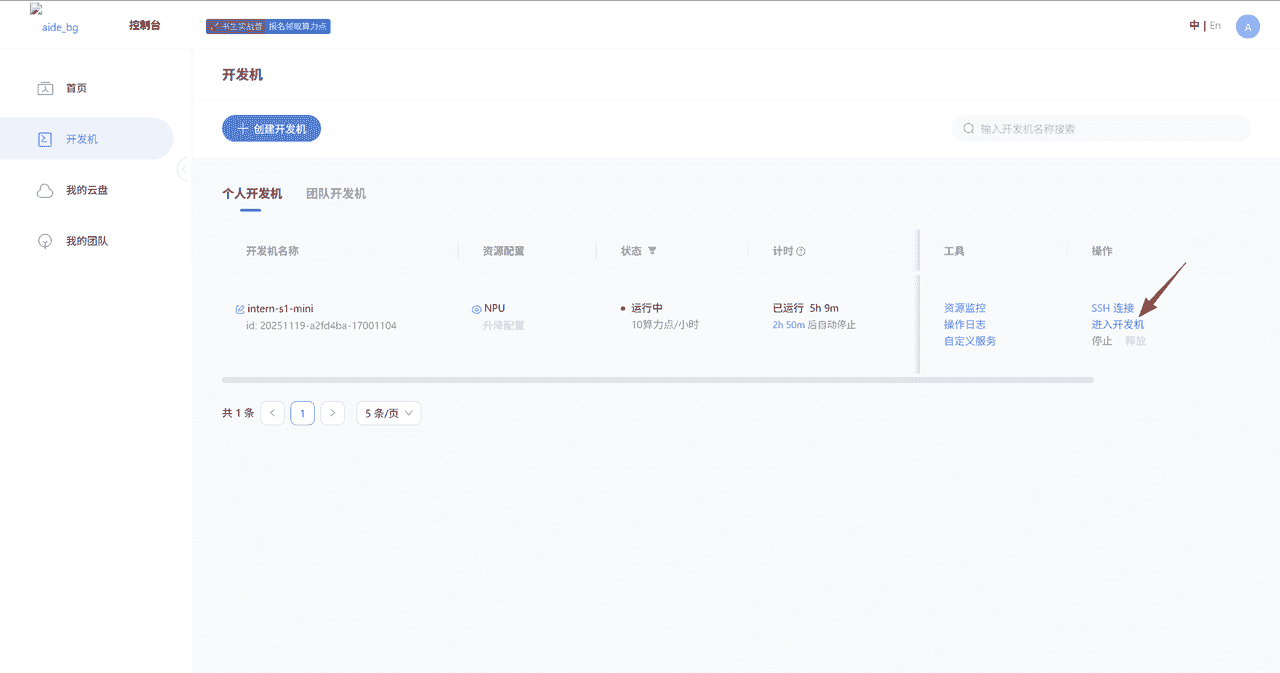 aide_bg
控制台
报名领取算力点
中 | En
A
首页
开发机
我的云盘
我的团队
开发机
创建开发机
输入开发机名称搜索
个人开发机 团队开发机
开发机名称 资源配置 状态 计时 工具 操作
intern-s1-mini NPU 运行中 已运行 5h 9m 资源监控 SSH 连接
id: 20251119-a2fd4ba-17001104 升降配置 10算力点/小时 2h 50m 后自动停止 操作日志 进入开发机
自定义服务 停止 释放
共 1 条 1 5 条/页